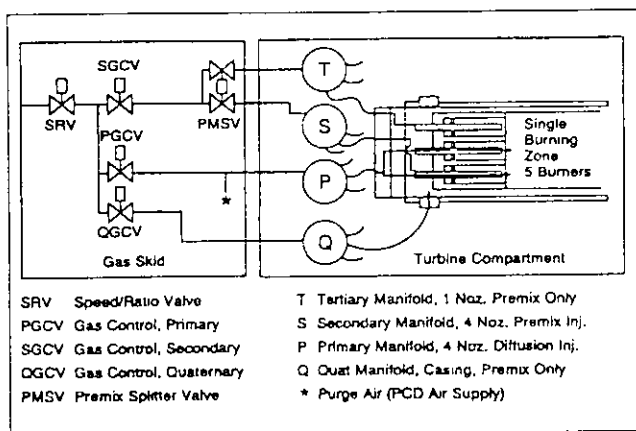 SGCV
SRV
PMSV
PGCV
*
QGCV
Gas Skid
T
S
P
Q
Single
Burning
Zone
5 Burners
Turbine Compartment
SRV Speed/Ratio Valve
PGCV Gas Control, Primary
SGCV Gas Control, Secondary
QGCV Gas Control, Quaternary
PMSV Premix Splitter Valve
T Tertiary Manifold, 1 Noz. Premix Only
S Secondary Manifold, 4 Noz. Premix Inj.
P Primary Manifold, 4 Noz. Diffusion Inj.
Q Quat Manifold, Casing, Premix Only
* Purge Air (PCD Air Supply)